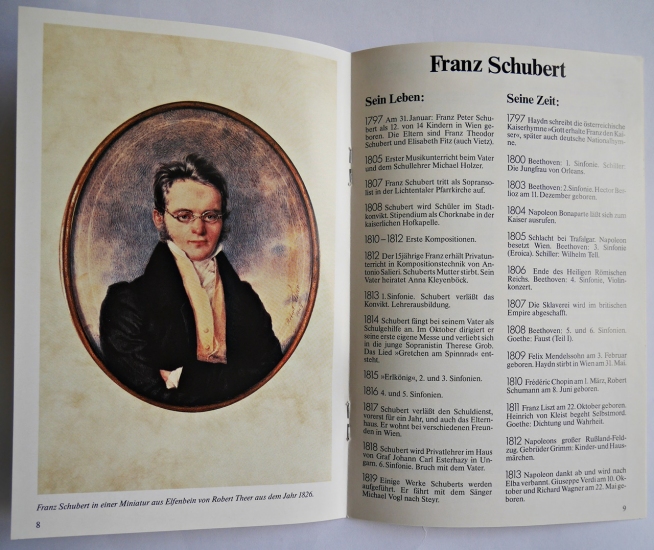 Franz Schubert in einer Miniatur aus Elfenbein von Robert Theer aus dem Jahr 1826.
8
Franz Schubert
Sein Leben:
1797 Am 31. Januar: Franz Peter Schu-
bert als 12. von 14 Kindern in Wien ge-
boren. Die Eltern sind Franz Theodor
Schubert und Elisabeth Fitz (auch Vietz).
1805 Erster Musikunterricht beim Vater
und dem Schullehrer Michael Holzer.
1807 Franz Schubert tritt als Sopranso-
list in der Lichtentaler Pfarrkirche auf.
1808 Schubert wird Schüler im Stadt-
konvikt. Stipendium als Chorknabe in der
kaiserlichen Hofkapelle.
1810–1812 Erste Kompositionen.
1812 Der 15jährige Franz erhält Privatun-
terricht in Kompositionstechnik von An-
tonio Salieri. Schuberts Mutter stirbt. Sein
Vater heiratet Anna Kleyenböck.
1813 1. Sinfonie. Schubert verläßt das
Konvikt. Lehrerausbildung.
1814 Schubert fängt bei seinem Vater als
Schulgehilfe an. Im Oktober dirigiert er
seine erste eigene Messe und verliebt sich
in die junge Sopranistin Therese Grob.
Das Lied »Gretchen am Spinnrad« ent-
steht.
1815 »Erlkönig«, 2. und 3. Sinfonien.
1816 4. und 5. Sinfonien.
1817 Schubert verläßt den Schuldienst,
vorerst für ein Jahr, und auch das Eltern-
haus. Er wohnt bei verschiedenen Freun-
den in Wien.
1818 Schubert wird Privatlehrer im Haus
von Graf Johann Carl Esterhazy in Un-
garn. 6. Sinfonie. Bruch mit dem Vater.
1819 Einige Werke Schuberts werden
aufgeführt. Er fährt mit dem Sänger
Michael Vogl nach Steyr.
Seine Zeit:
1797 Haydn schreibt die österreichische
Kaiserhymne »Gott erhalte Franz den Kai-
ser«, später auch deutsche Nationalhym-
ne.
1800 Beethoven: 1. Sinfonie. Schiller:
Die Jungfrau von Orleans.
1803 Beethoven: 2. Sinfonie. Hector Ber-
lioz am 11. Dezember geboren.
1804 Napoleon Bonaparte läßt sich zum
Kaiser ausrufen.
1805 Schlacht bei Trafalgar. Napoleon
besetzt Wien. Beethoven: 3. Sinfonie
(Eroica). Schiller: Wilhelm Tell.
1806 Ende des Heiligen Römischen
Reichs. Beethoven: 4. Sinfonie, Violin-
konzert.
1807 Die Sklaverei wird im britischen
Empire abgeschafft.
1808 Beethoven: 5. und 6. Sinfonien.
Goethe: Faust (Teil I).
1809 Felix Mendelssohn am 3. Februar
geboren. Haydn stirbt in Wien am 31. Mai.
1810 Frédéric Chopin am 1. März, Robert
Schumann am 8. Juni geboren.
1811 Franz Liszt am 22. Oktober geboren.
Heinrich von Kleist begeht Selbstmord.
Goethe: Dichtung und Wahrheit.
1812 Napoleons großer Rußland-Feld-
zug. Gebrüder Grimm: Kinder- und Haus-
märchen.
1813 Napoleon dankt ab und wird nach
Elba verbannt. Giuseppe Verdi am 10. Ok-
tober und Richard Wagner am 22. Mai ge-
boren.
9